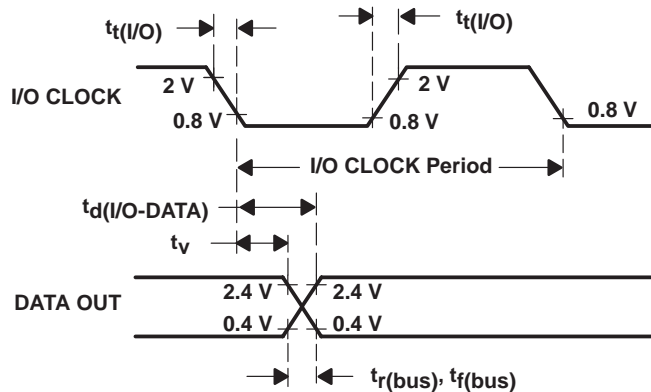 tt(I/O)
tt(I/O)
2 V
2 V
I/O CLOCK
0.8 V
0.8 V
0.8 V
I/O CLOCK Period
td(I/O-DATA)
tv
2.4 V
2.4 V
DATA OUT
0.4 V
0.4 V
tr(bus), tf(bus)